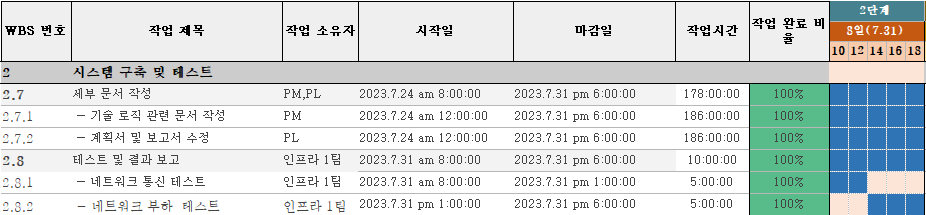 WBS 번호 작업 제목 작업 소유자 시작일 마감일 작업시간 작업 완료 비율 2단계
8일(7.31)
10 12 14 16 18
2 시스템 구축 및 테스트
2.7 세부 문서 작성 PM,PL 2023.7.24 am 8:00:00 2023.7.31 pm 6:00:00 178:00:00 100%
2.7.1 - 기술 로직 관련 문서 작성 PM 2023.7.24 am 12:00:00 2023.7.31 pm 6:00:00 186:00:00 100%
2.7.2 - 계획서 및 보고서 수정 PL 2023.7.24 am 12:00:00 2023.7.31 pm 6:00:00 186:00:00 100%
2.8 테스트 및 결과 보고 인프라 1팀 2023.7.31 am 8:00:00 2023.7.31 pm 6:00:00 10:00:00 100%
2.8.1 - 네트워크 통신 테스트 인프라 1팀 2023.7.31 am 8:00:00 2023.7.31 pm 1:00:00 5:00:00 100%
2.8.2 - 네트워크 부하 테스트 인프라 1팀 2023.7.31 pm 1:00:00 2023.7.31 pm 6:00:00 5:00:00 100%